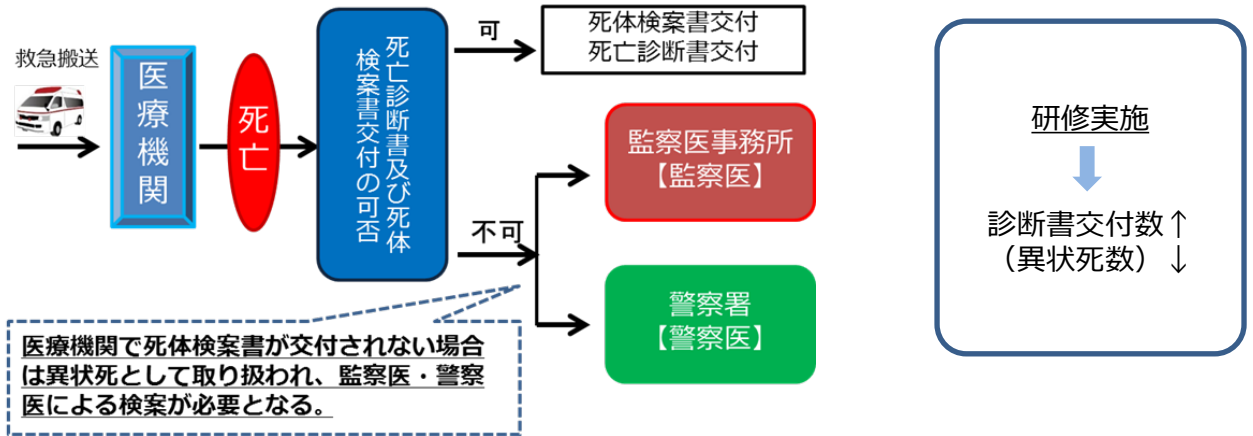 救急搬送
医療機関
死亡
死亡診断書及び死体
検案書交付の可否
可
死体検案書交付
死亡診断書交付
不可
監察医事務所
【監察医】
警察署
【警察医】
医療機関で死体検案書が交付されない場合
は異状死として取り扱われ、監察医・警察
医による検案が必要となる。
研修実施
診断書交付数↑
（異状死数）↓